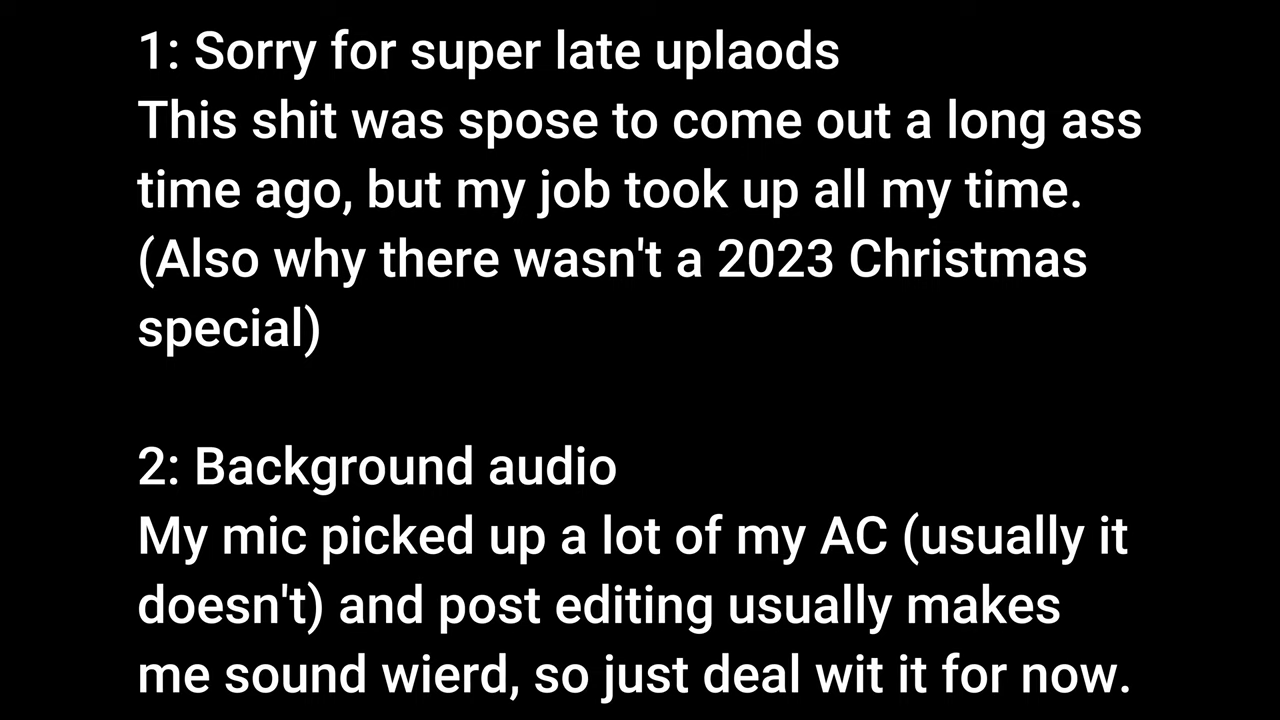 1: Sorry for super late uplaods
This shit was spose to come out a long ass
time ago, but my job took up all my time.
(Also why there wasn't a 2023 Christmas
special)
2: Background audio
My mic picked up a lot of my AC (usually it
doesn't) and post editing usually makes
me sound wierd, so just deal wit it for now.